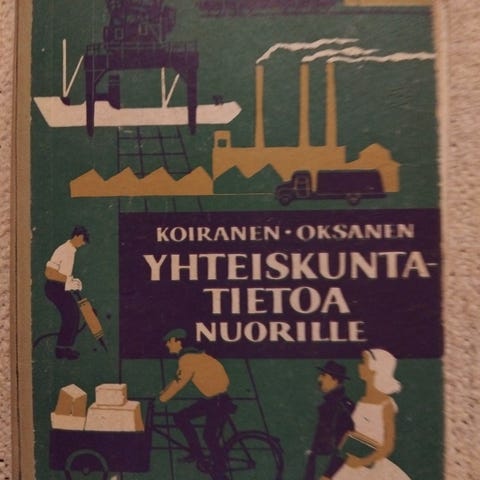 KOIRANEN · OKSANEN
YHTEISKUNTA-
TIETOA
NUORILLE